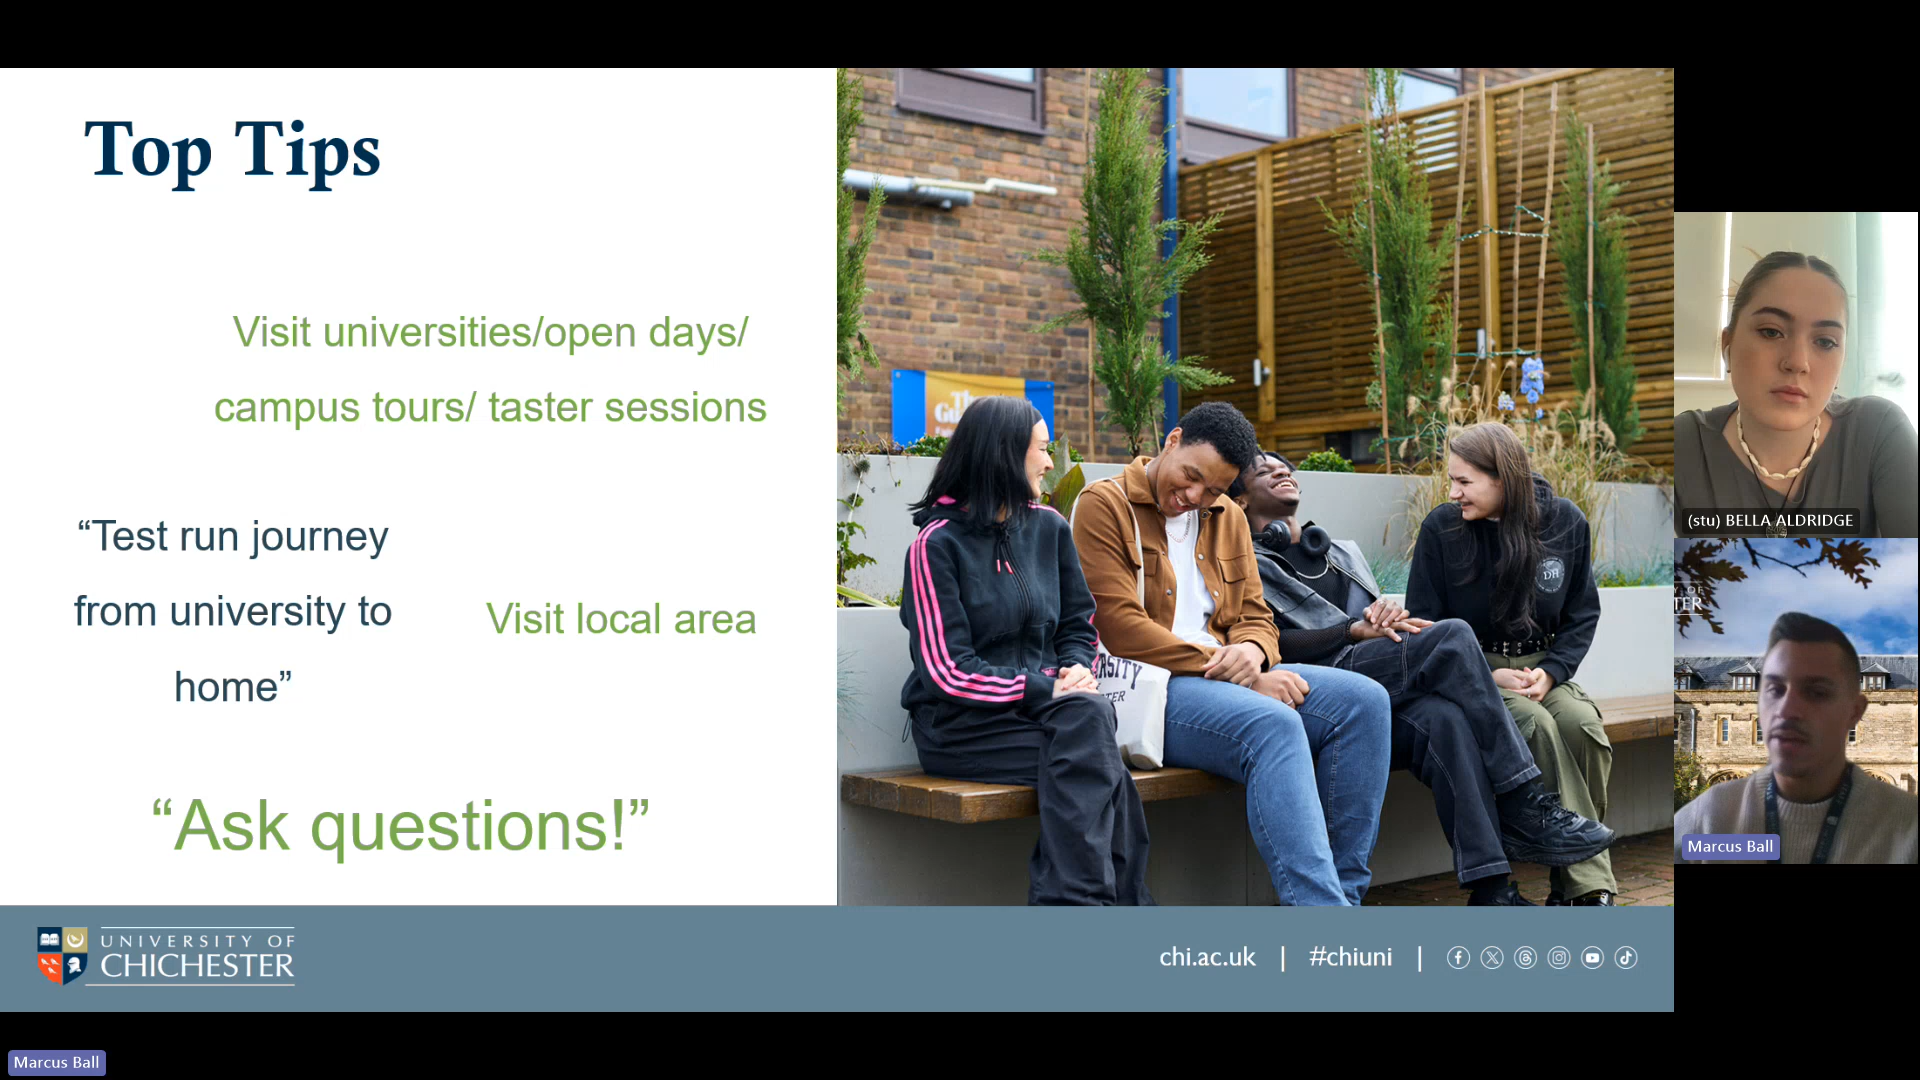 Top Tips
Visit universities/open days/
campus tours/ taster sessions
“Test run journey
from university to
home”
Visit local area
“Ask questions!”
UNIVERSITY OF
CHICHESTER
chi.ac.uk | #chiuni |
DH
(stu) BELLA ALDRIDGE
Marcus Ball
Marcus Ball